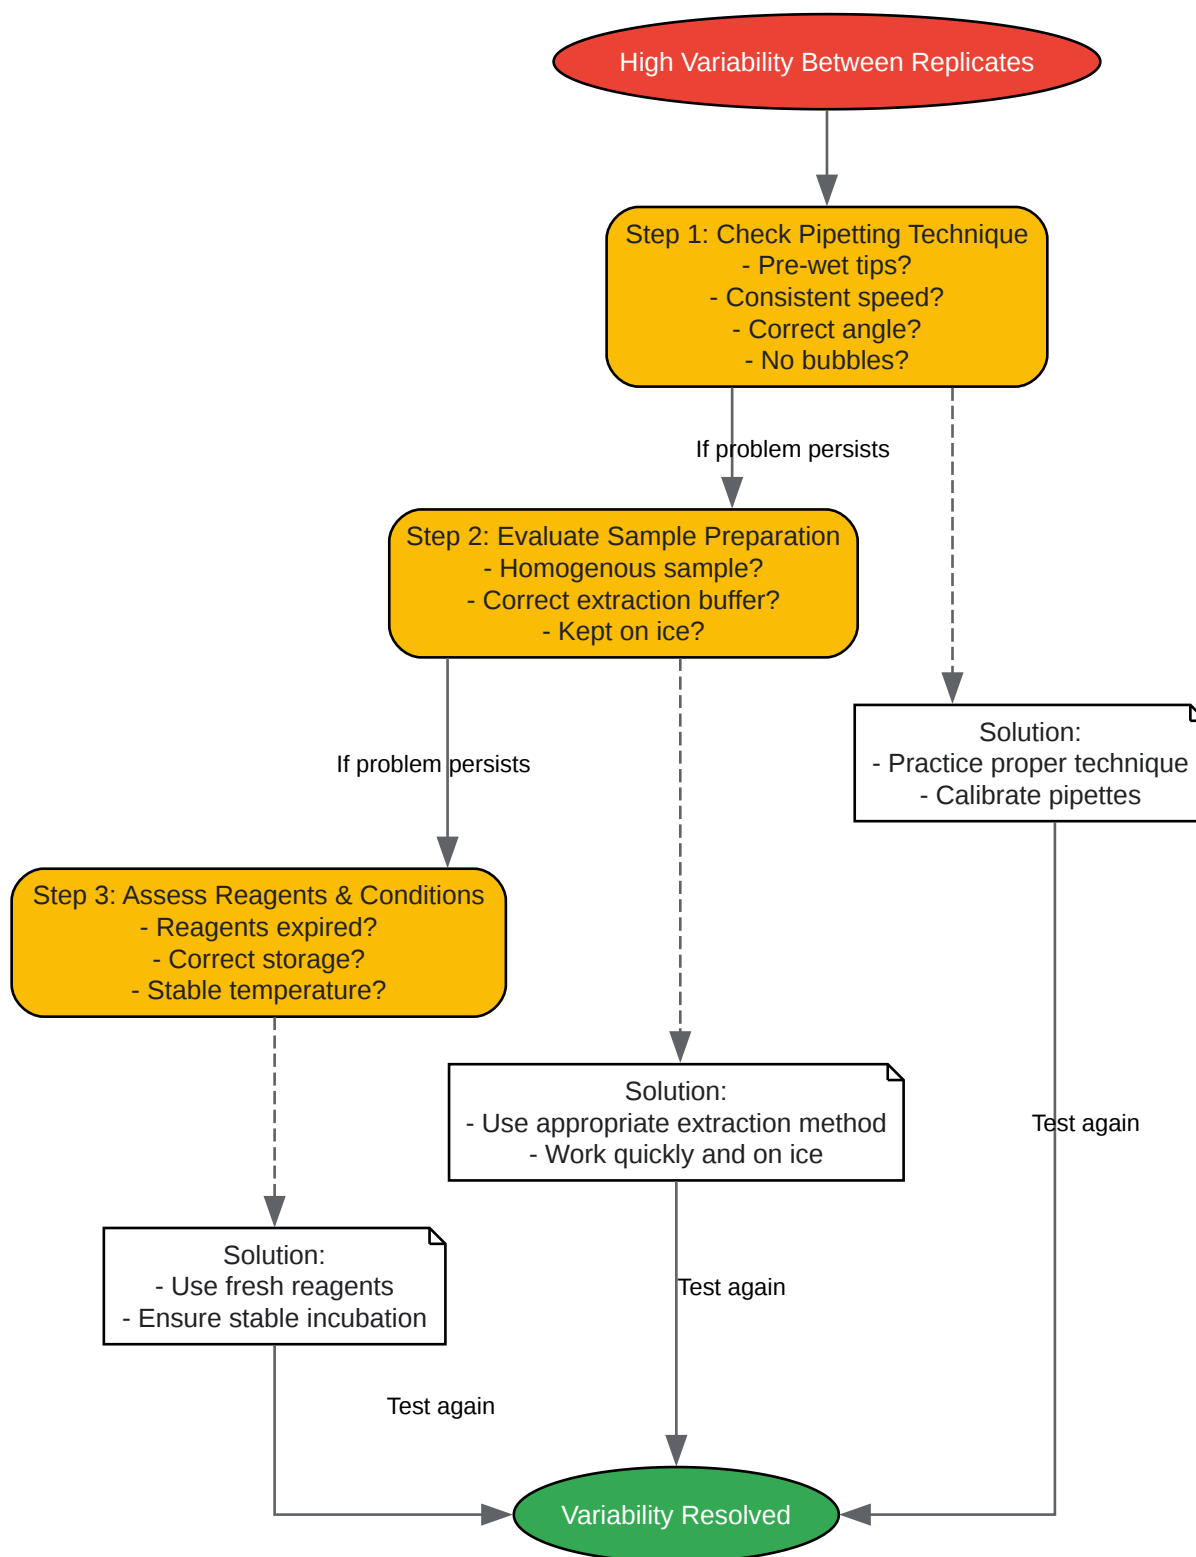 High Variability Between Replicates
Step 1: Check Pipetting Technique
- Pre-wet tips?
- Consistent speed?
- Correct angle?
- No bubbles?
If problem persists
Step 2: Evaluate Sample Preparation
- Homogenous sample?
- Correct extraction buffer?
- Kept on ice?
Solution:
- Practice proper technique
- Calibrate pipettes
If problem persists
Step 3: Assess Reagents & Conditions
- Reagents expired?
- Correct storage?
- Stable temperature?
Solution:
- Use appropriate extraction method
- Work quickly and on ice
Test again
Solution:
- Use fresh reagents
- Ensure stable incubation
Test again
Test again
Variability Resolved